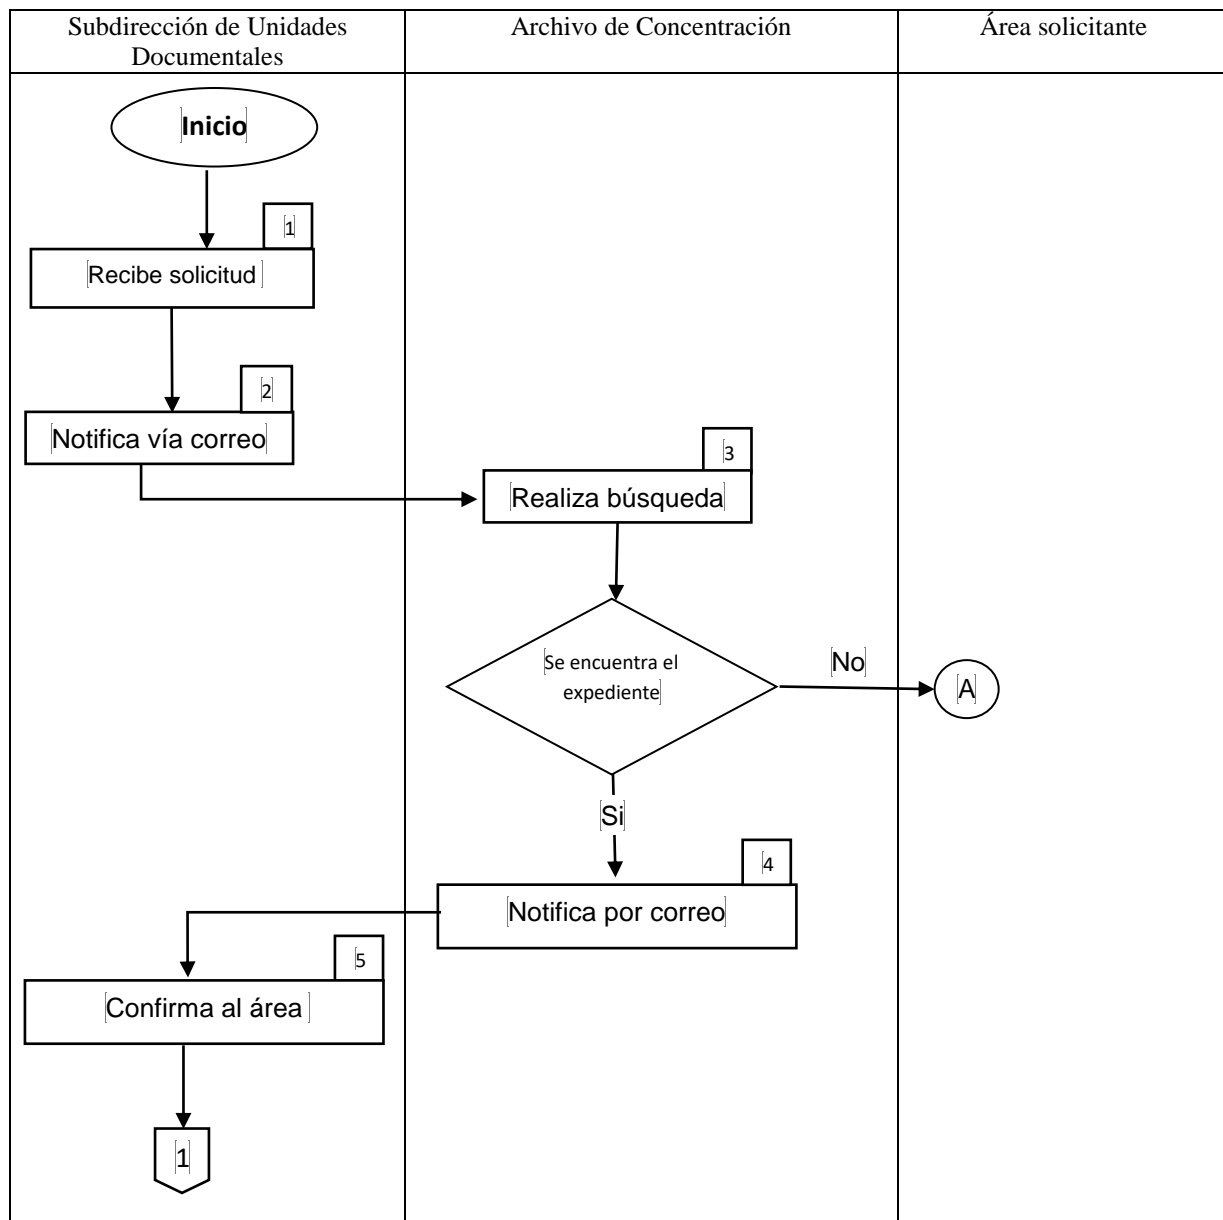 Subdirección de Unidades
Documentales
Archivo de Concentración
Área solicitante
Inicio
1
Recibe solicitud
2
Notifica vía correo
3
Realiza búsqueda
Se encuentra el
expediente
No
A
Si
4
Notifica por correo
5
Confirma al área
1